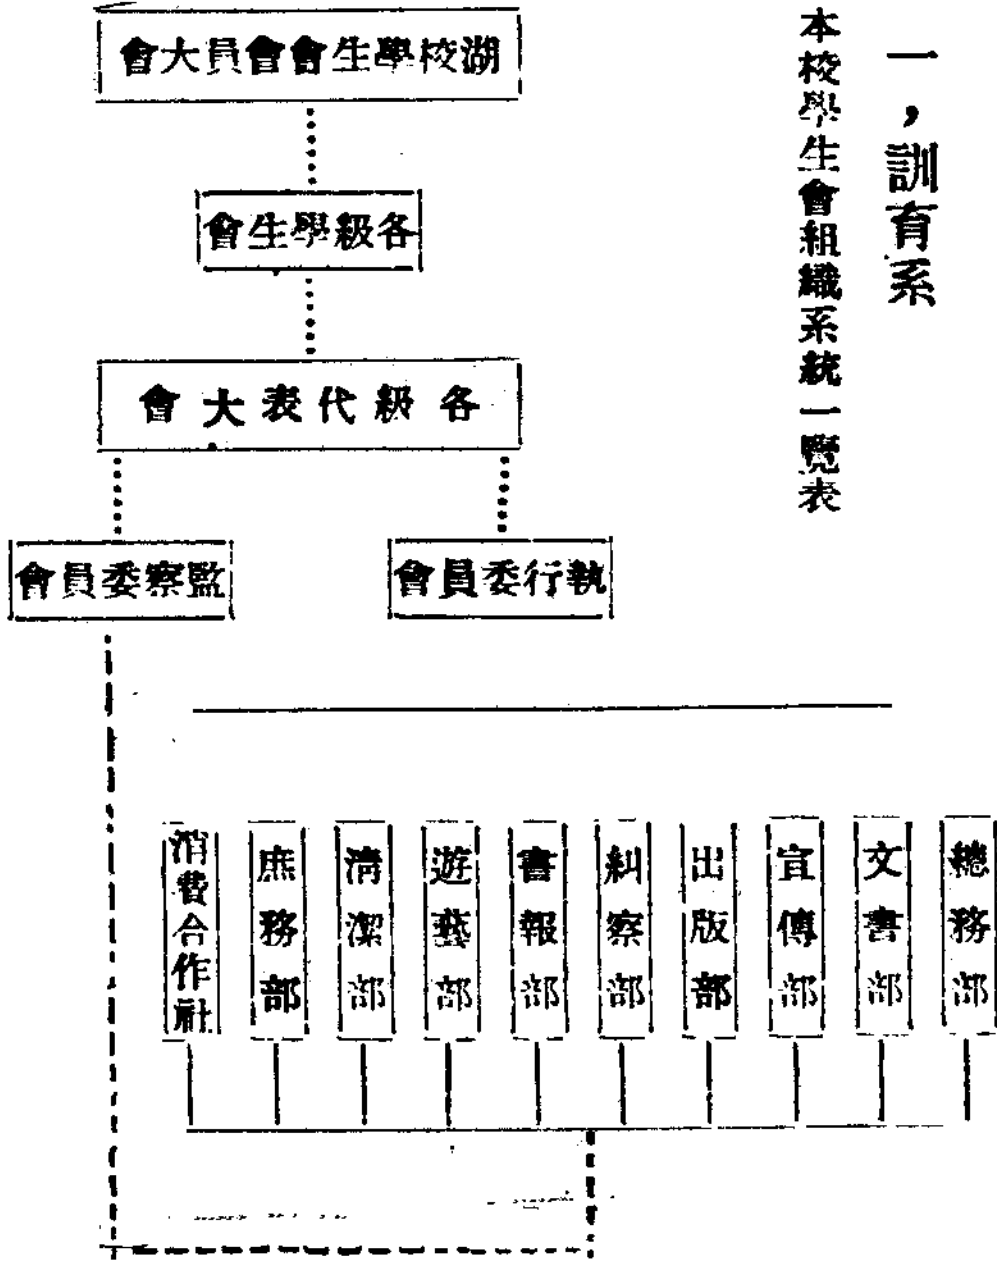 一，訓育系
本校學生會組織系統一覽表
湖校學生會會員大會
各級學生會
各級代表大會
執行委員會
監察委員會
總務部
文書部
宣傳部
出版部
糾察部
書報部
遊藝部
清潔部
庶務部
消費合作社